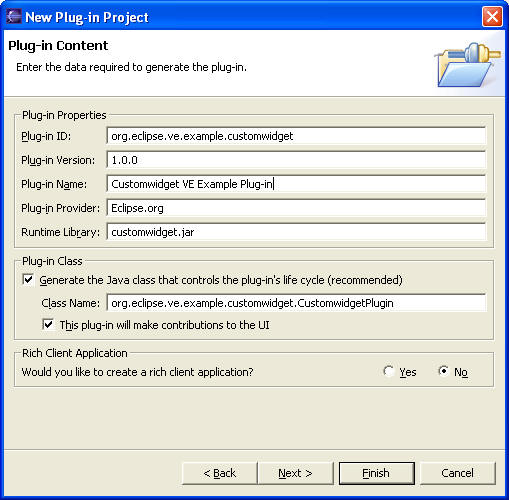 New Plug-in Project
Plug-in Content
Enter the data required to generate the plug-in.
Plug-in Properties
Plug-in ID: org.eclipse.ve.example.customwidget
Plug-in Version: 1.0.0
Plug-in Name: Customwidget VE Example Plug-in
Plug-in Provider: Eclipse.org
Runtime Library: customwidget.jar
Plug-in Class
Generate the Java class that controls the plug-in's life cycle (recommended)
Class Name: org.eclipse.ve.example.customwidget.CustomwidgetPlugin
This plug-in will make contributions to the UI
Rich Client Application
Would you like to create a rich client application? Yes No
< Back Next > Finish Cancel